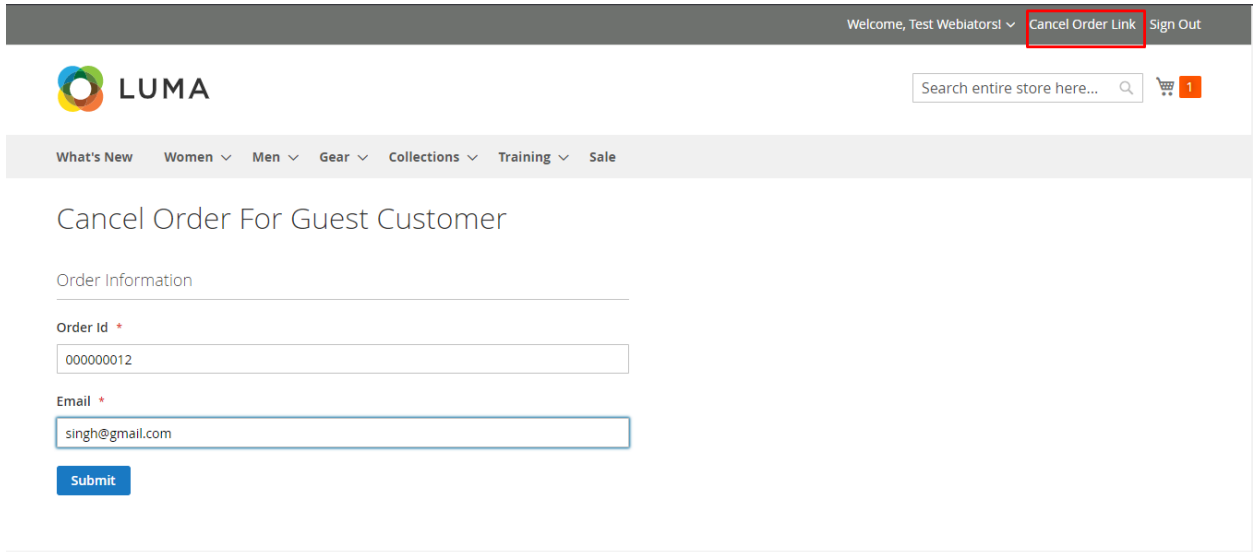 Welcome, Test Webiators! Cancel Order Link Sign Out
LUMA
Search entire store here... 1
What's New Women Men Gear Collections Training Sale
Cancel Order For Guest Customer
Order Information
Order Id *
000000012
Email *
singh@gmail.com
Submit